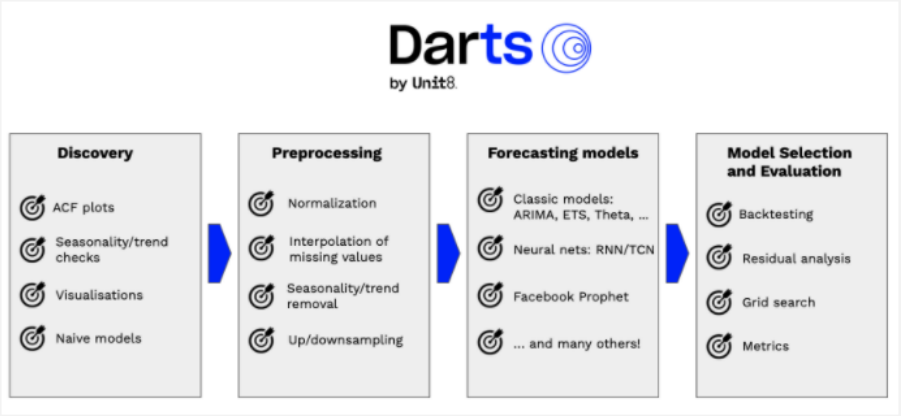 Darts
by Unit8.
Discovery
ACF plots
Seasonality/trend
checks
Visualisations
Naive models
Preprocessing
Normalization
Interpolation of
missing values
Seasonality/trend
removal
Up/downsampling
Forecasting models
Classic models:
ARIMA, ETS, Theta, ...
Neural nets: RNN/TCN
Facebook Prophet
... and many others!
Model Selection
and Evaluation
Backtesting
Residual analysis
Grid search
Metrics